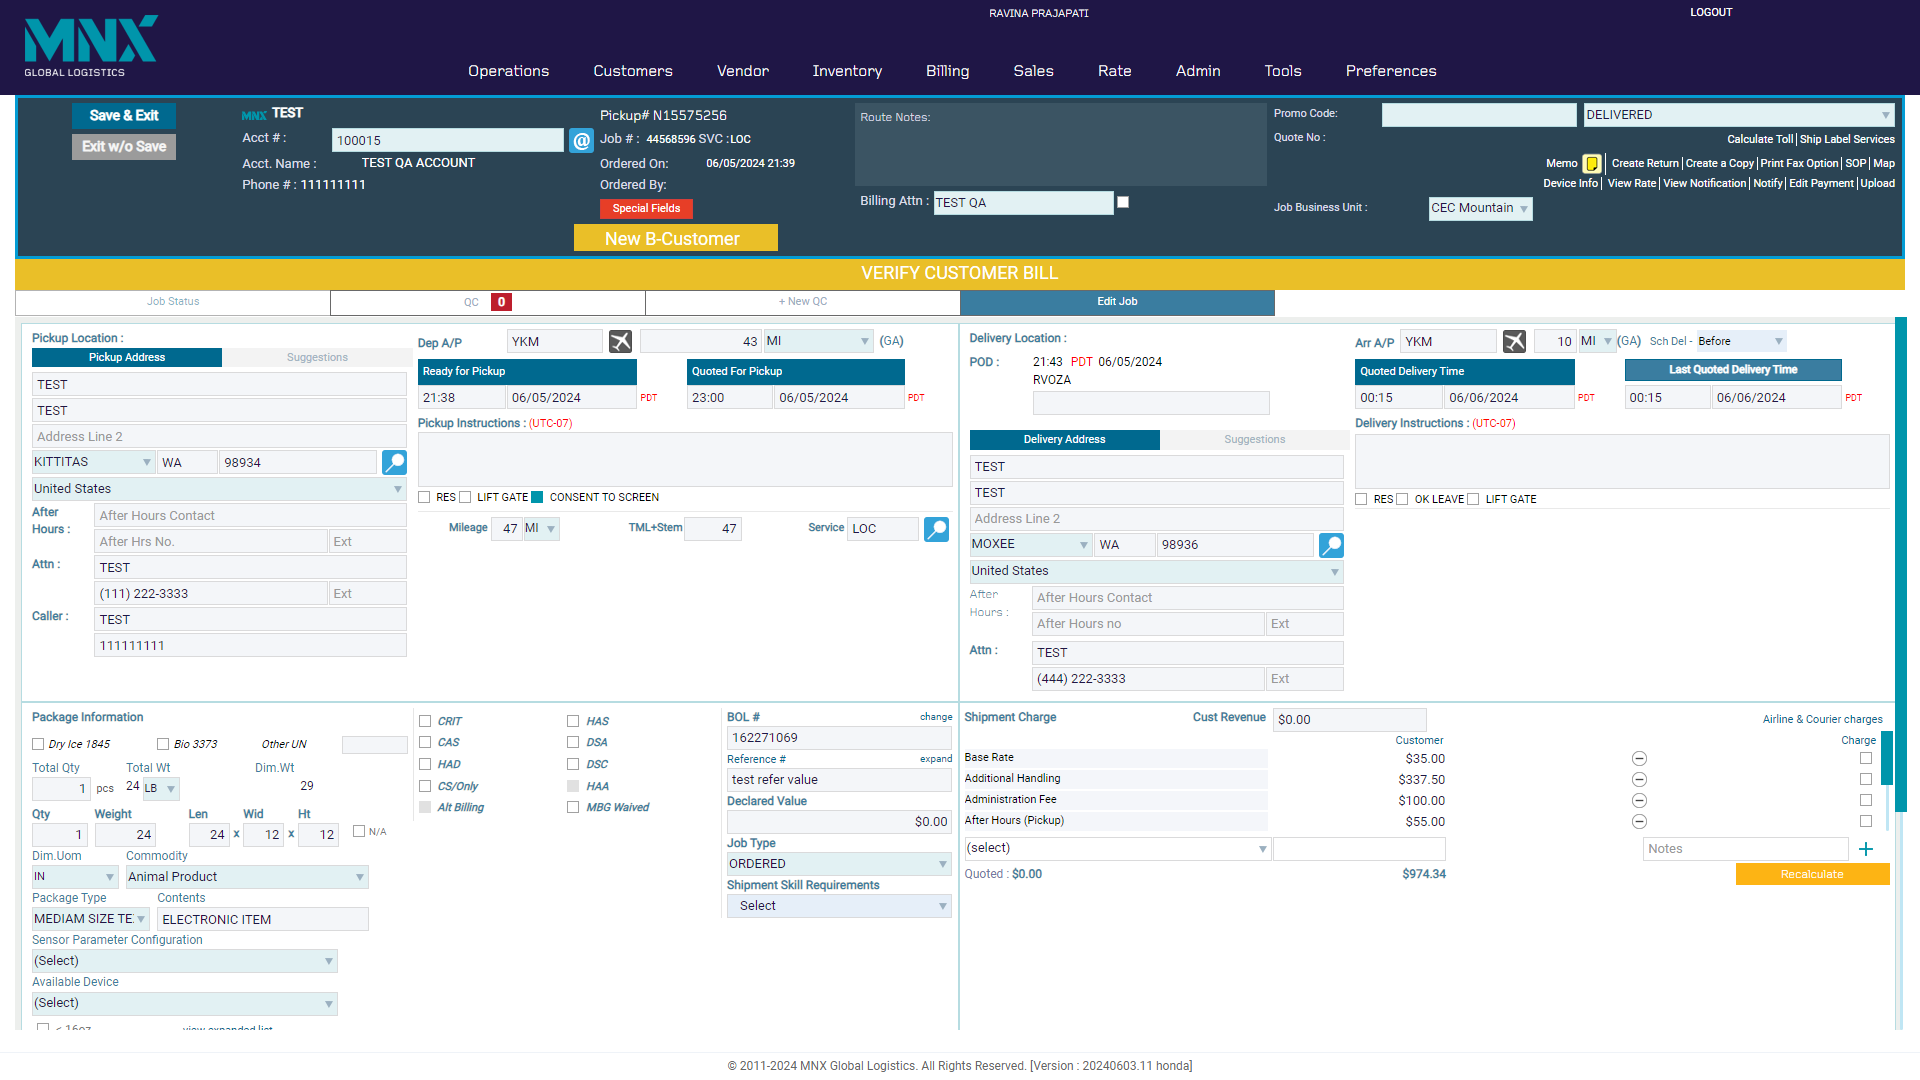 MNX
GLOBAL LOGISTICS
RAVINA PRAJAPATI
LOGOUT
Operations Customers Vendor Inventory Billing Sales Rate Admin Tools Preferences
Save & Exit
Exit w/o Save
MNX TEST
Acct # : 100015 @
Acct. Name : TEST QA ACCOUNT
Phone # : 111111111
Pickup# N15575256
Job # : 44568596 SVC :LOC
Ordered On: 06/05/2024 21:39
Ordered By:
Special Fields
New B-Customer
Route Notes:
Billing Attn : TEST QA
Promo Code: DELIVERED
Quote No :
Calculate Toll Ship Label Services
Memo Create Return Create a Copy Print Fax Option SOP Map
Device Info View Rate View Notification Notify Edit Payment Upload
Job Business Unit : CEC Mountain
VERIFY CUSTOMER BILL
Job Status QC 0 + New QC Edit Job
Pickup Location :
Pickup Address Suggestions
TEST
TEST
Address Line 2
KITTITAS WA 98934
United States
After Hours : After Hours Contact
After Hrs No. Ext
Attn : TEST
(111) 222-3333 Ext
Caller : TEST
111111111
Dep A/P YKM 43 MI (GA)
Ready for Pickup Quoted For Pickup
21:38 06/05/2024 PDT 23:00 06/05/2024 PDT
Pickup Instructions : (UTC-07)
RES LIFT GATE CONSENT TO SCREEN
Mileage 47 MI TML+Stem 47 Service LOC
Delivery Location :
POD : 21:43 PDT 06/05/2024
RVOZA
Delivery Address Suggestions
TEST
TEST
Address Line 2
MOXEE WA 98936
United States
After Hours : After Hours Contact
After Hours no Ext
Attn : TEST
(444) 222-3333 Ext
Arr A/P YKM 10 MI (GA) Sch Del - Before
Quoted Delivery Time Last Quoted Delivery Time
00:15 06/06/2024 PDT 00:15 06/06/2024 PDT
Delivery Instructions : (UTC-07)
RES OK LEAVE LIFT GATE
Package Information
Dry Ice 1845 Bio 3373 Other UN
Total Qty Total Wt Dim.Wt
1 pcs 24 LB 29
Qty Weight Len Wid Ht
1 24 24 x 12 x 12 N/A
Dim.Uom Commodity
IN Animal Product
Package Type Contents
MEDIAM SIZE TE ELECTRONIC ITEM
Sensor Parameter Configuration
(Select)
Available Device
(Select)
< 16oz view expanded list
CRIT HAS
CAS DSA
HAD DSC
CS/Only HAA
Alt Billing MBG Waived
BOL # change
162271069
Reference # expand
test refer value
Declared Value
$0.00
Job Type
ORDERED
Shipment Skill Requirements
Select
Shipment Charge Cust Revenue $0.00 Airline & Courier charges
Customer Charge
Base Rate $35.00
Additional Handling $337.50
Administration Fee $100.00
After Hours (Pickup) $55.00
(select) Notes +
Quoted : $0.00 $974.34 Recalculate
© 2011-2024 MNX Global Logistics. All Rights Reserved. [Version : 20240603.11 honda]